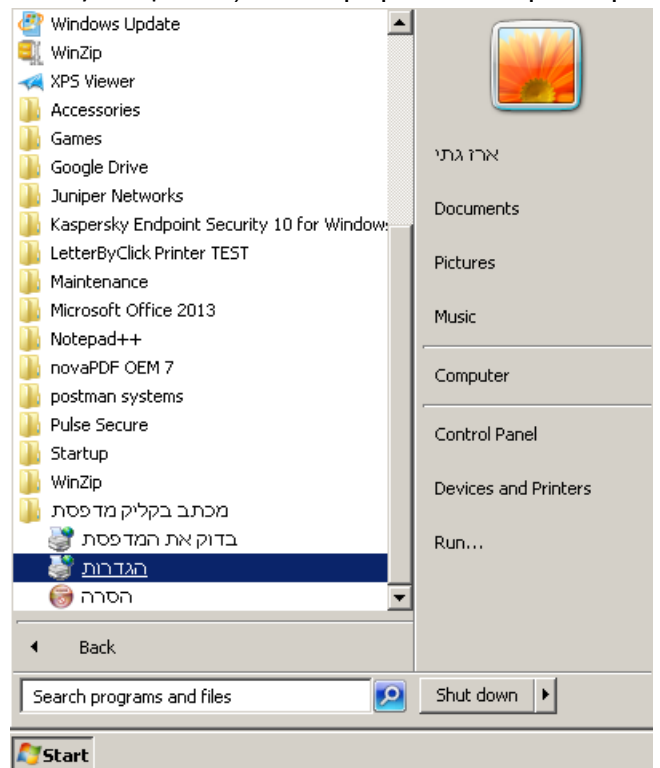 Windows Update
WinZip
XPS Viewer
Accessories
Games
Google Drive
Juniper Networks
Kaspersky Endpoint Security 10 for Window
LetterByClick Printer TEST
Maintenance
Microsoft Office 2013
Notepad++
novaPDF OEM 7
postman systems
Pulse Secure
Startup
WinZip
מכתב בקליק מדפסת
בדוק את המדפסת
הגדרות
הסרה
Back
Search programs and files
ארז גתי
Documents
Pictures
Music
Computer
Control Panel
Devices and Printers
Run...
Shut down
Start